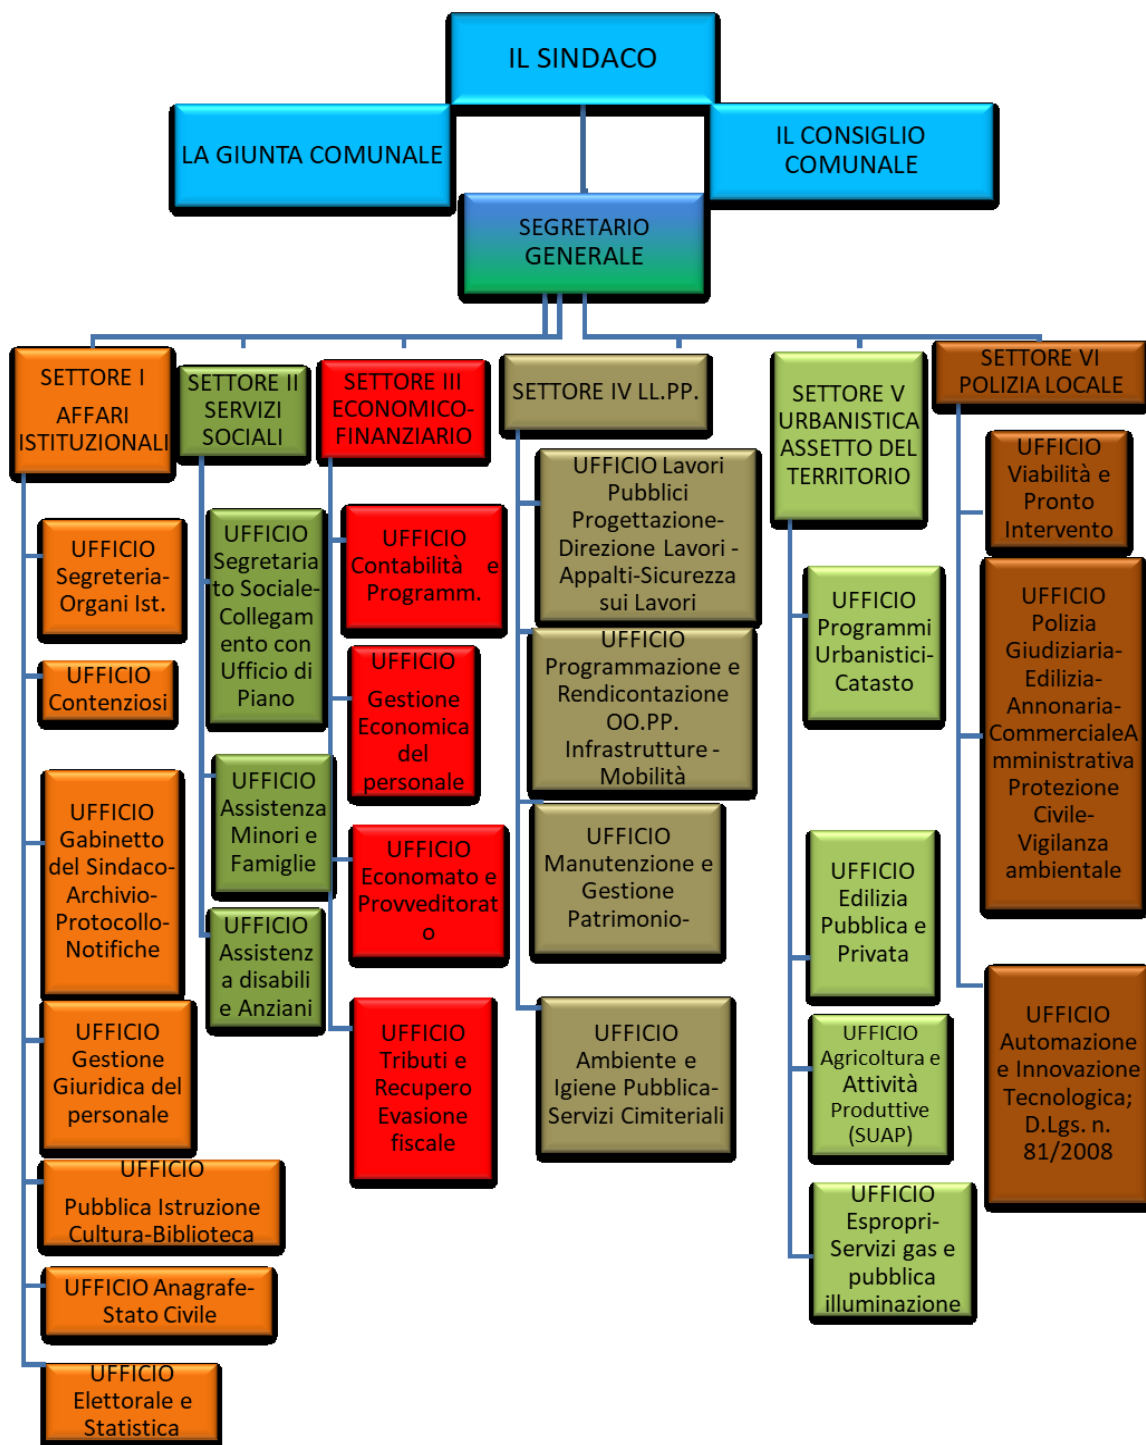 IL SINDACO
LA GIUNTA COMUNALE
IL CONSIGLIO
COMUNALE
SEGRETARIO
GENERALE
SETTORE I
AFFARI
ISTITUZIONALI
UFFICIO
Segreteria-
Organi Ist.
UFFICIO
Contenziosi
UFFICIO
Gabinetto
del Sindaco-
Archivio-
Protocollo-
Notifiche
UFFICIO
Gestione
Giuridica del
personale
UFFICIO
Pubblica Istruzione
Cultura-Biblioteca
UFFICIO Anagrafe-
Stato Civile
UFFICIO
Elettorale e
Statistica
SETTORE II
SERVIZI
SOCIALI
UFFICIO
Segretaria
to Sociale-
Collegam
ento con
Ufficio di
Piano
UFFICIO
Assistenza
Minori e
Famiglie
UFFICIO
Assistenz
a disabili
e Anziani
SETTORE III
ECONOMICO-
FINANZIARIO
UFFICIO
Contabilità e
Programm.
UFFICIO
Gestione
Economica
del
personale
UFFICIO
Economato e
Provveditorat
o
UFFICIO
Tributi e
Recupero
Evasione
fiscale
SETTORE IV LL.PP.
UFFICIO Lavori
Pubblici
Progettazione-
Direzione Lavori -
Appalti-Sicurezza
sui Lavori
UFFICIO
Programmazione e
Rendicontazione
OO.PP.
Infrastrutture -
Mobilità
UFFICIO
Manutenzione e
Gestione
Patrimonio-
UFFICIO
Ambiente e
Igiene Pubblica-
Servizi Cimiteriali
SETTORE V
URBANISTICA
ASSETTO DEL
TERRITORIO
UFFICIO
Programmi
Urbanistici-
Catasto
UFFICIO
Edilizia
Pubblica e
Privata
UFFICIO
Agricoltura e
Attività
Produttive
(SUAP)
UFFICIO
Espropri-
Servizi gas e
pubblica
illuminazione
SETTORE VI
POLIZIA LOCALE
UFFICIO
Viabilità e
Pronto
Intervento
UFFICIO
Polizia
Giudiziaria-
Edilizia-
Annonaria-
CommercialeA
mministrativa
Protezione
Civile-
Vigilanza
ambientale
UFFICIO
Automazione
e Innovazione
Tecnologica;
D.Lgs. n.
81/2008